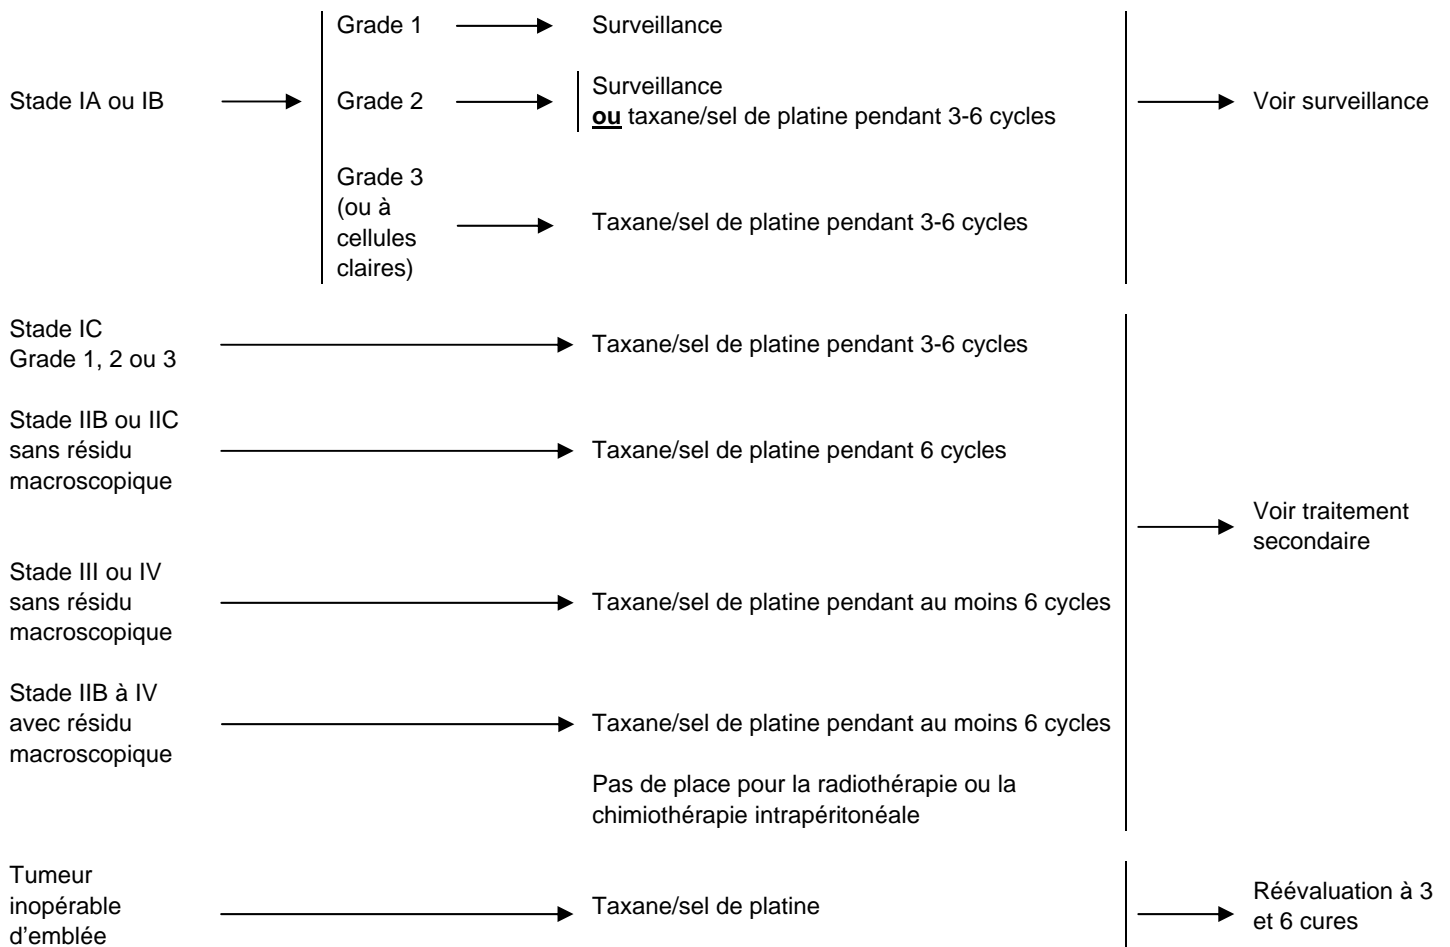 Stade IA ou IB
Grade 1
Surveillance
Grade 2
Surveillance
ou taxane/sel de platine pendant 3-6 cycles
Grade 3
(ou à
cellules
claires)
Taxane/sel de platine pendant 3-6 cycles
Voir surveillance
Stade IC
Grade 1, 2 ou 3
Taxane/sel de platine pendant 3-6 cycles
Stade IIB ou IIC
sans résidu
macroscopique
Taxane/sel de platine pendant 6 cycles
Stade III ou IV
sans résidu
macroscopique
Taxane/sel de platine pendant au moins 6 cycles
Stade IIB à IV
avec résidu
macroscopique
Taxane/sel de platine pendant au moins 6 cycles
Pas de place pour la radiothérapie ou la
chimiothérapie intrapéritonéale
Voir traitement
secondaire
Tumeur
inopérable
d'emblée
Taxane/sel de platine
Réévaluation à 3
et 6 cures